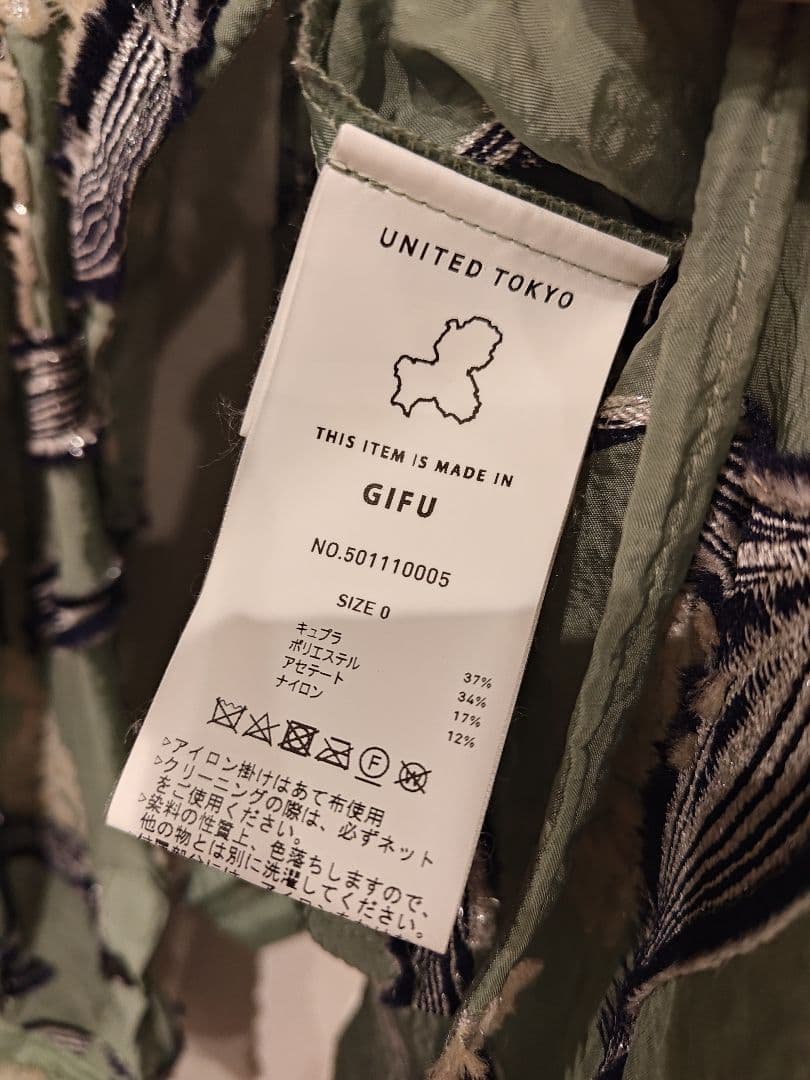 UNITED TOKYO
THIS ITEM IS MADE IN
GIFU
NO.501110005
SIZE 0
キュプラ 37%
ポリエステル 34%
アセテート 17%
ナイロン 12%
F
W
▷アイロン掛けはあて布使用
▷クリーニングの際は、必ずネット
をご使用ください。
▷染料の性質上、色落ちしますので、
他の物とは別に洗濯してください。